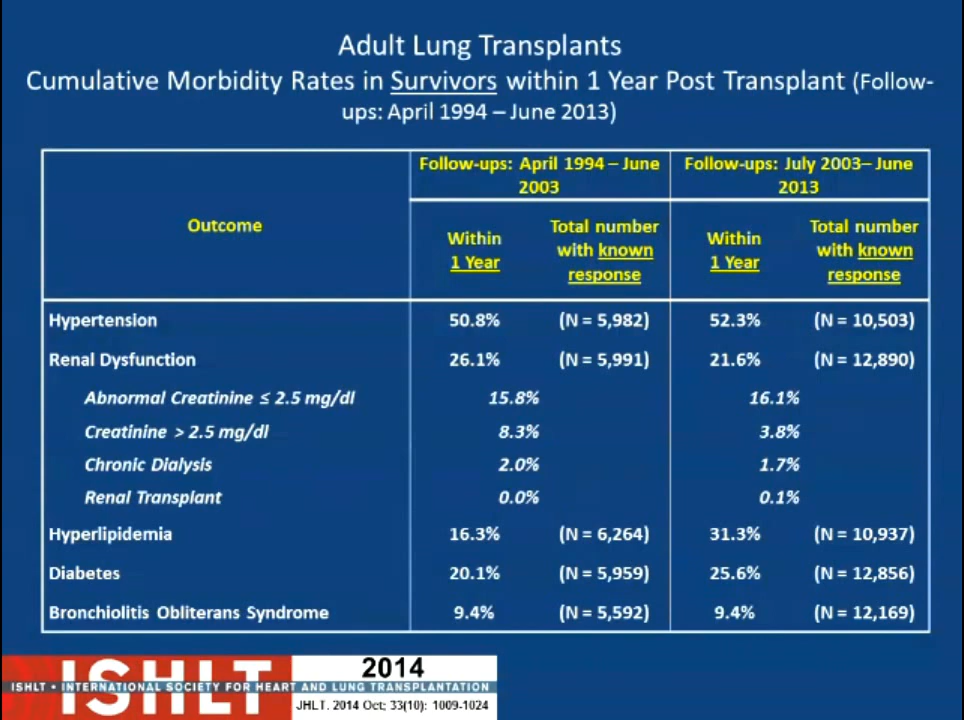 Adult Lung Transplants
Cumulative Morbidity Rates in Survivors within 1 Year Post Transplant (Follow-
ups: April 1994 – June 2013)
Outcome
Follow-ups: April 1994 – June
2003
Follow-ups: July 2003– June
2013
Within
1 Year
Total number
with known
response
Within
1 Year
Total number
with known
response
Hypertension 50.8% (N = 5,982) 52.3% (N = 10,503)
Renal Dysfunction 26.1% (N = 5,991) 21.6% (N = 12,890)
Abnormal Creatinine ≤ 2.5 mg/dl 15.8% 16.1%
Creatinine > 2.5 mg/dl 8.3% 3.8%
Chronic Dialysis 2.0% 1.7%
Renal Transplant 0.0% 0.1%
Hyperlipidemia 16.3% (N = 6,264) 31.3% (N = 10,937)
Diabetes 20.1% (N = 5,959) 25.6% (N = 12,856)
Bronchiolitis Obliterans Syndrome 9.4% (N = 5,592) 9.4% (N = 12,169)
ISHLT
2014
ISHLT • INTERNATIONAL SOCIETY FOR HEART AND LUNG TRANSPLANTATION
JHLT. 2014 Oct; 33(10): 1009-1024